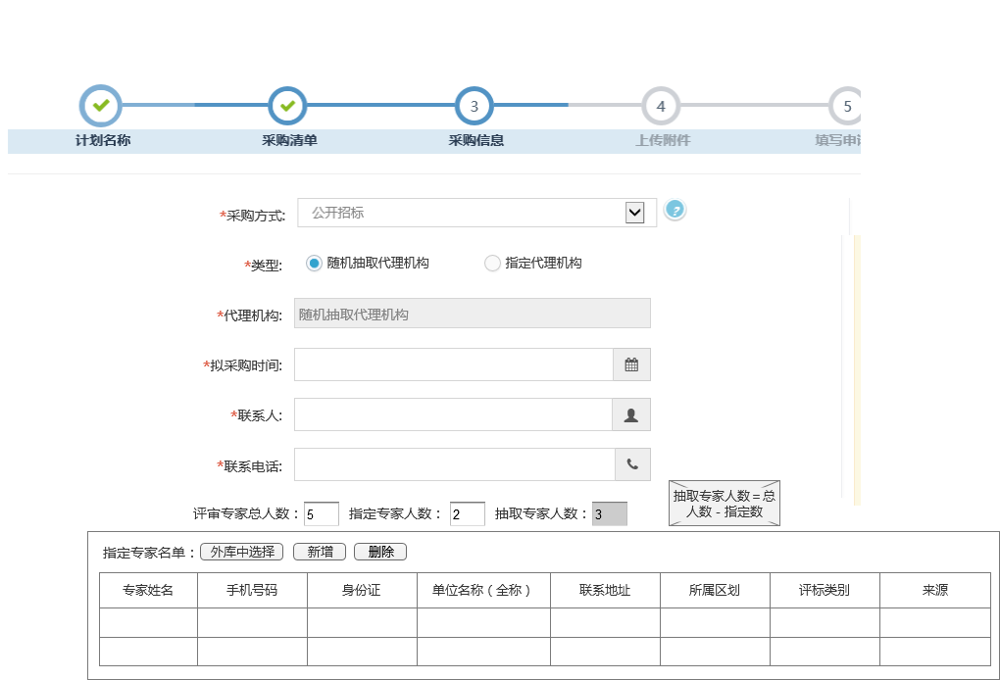 3 4 5
计划名称 采购清单 采购信息 上传附件 填写申
*采购方式: 公开招标 ?
*类型: 随机抽取代理机构 指定代理机构
*代理机构: 随机抽取代理机构
*拟采购时间:
*联系人:
*联系电话:
评审专家总人数： 5 指定专家人数： 2 抽取专家人数： 3
抽取专家人数 = 总
人数 - 指定数
指定专家名单： 外库中选择 新增 删除
专家姓名 手机号码 身份证 单位名称（全称） 联系地址 所属区划 评标类别 来源